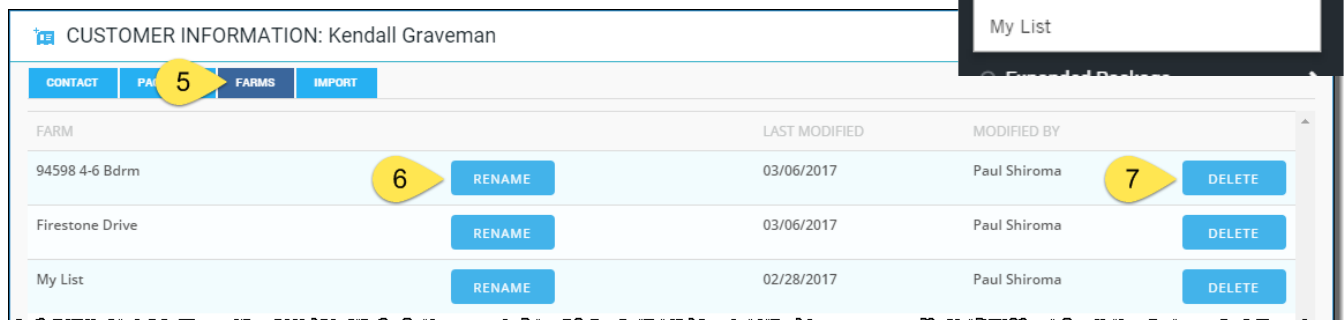 My List
Expanded Package
CUSTOMER INFORMATION: Kendall Graveman
CONTACT 5 FARMS IMPORT
FARM LAST MODIFIED MODIFIED BY
94598 4-6 Bdrm 6 RENAME 03/06/2017 Paul Shiroma 7 DELETE
Firestone Drive RENAME 03/06/2017 Paul Shiroma DELETE
My List RENAME 02/28/2017 Paul Shiroma DELETE